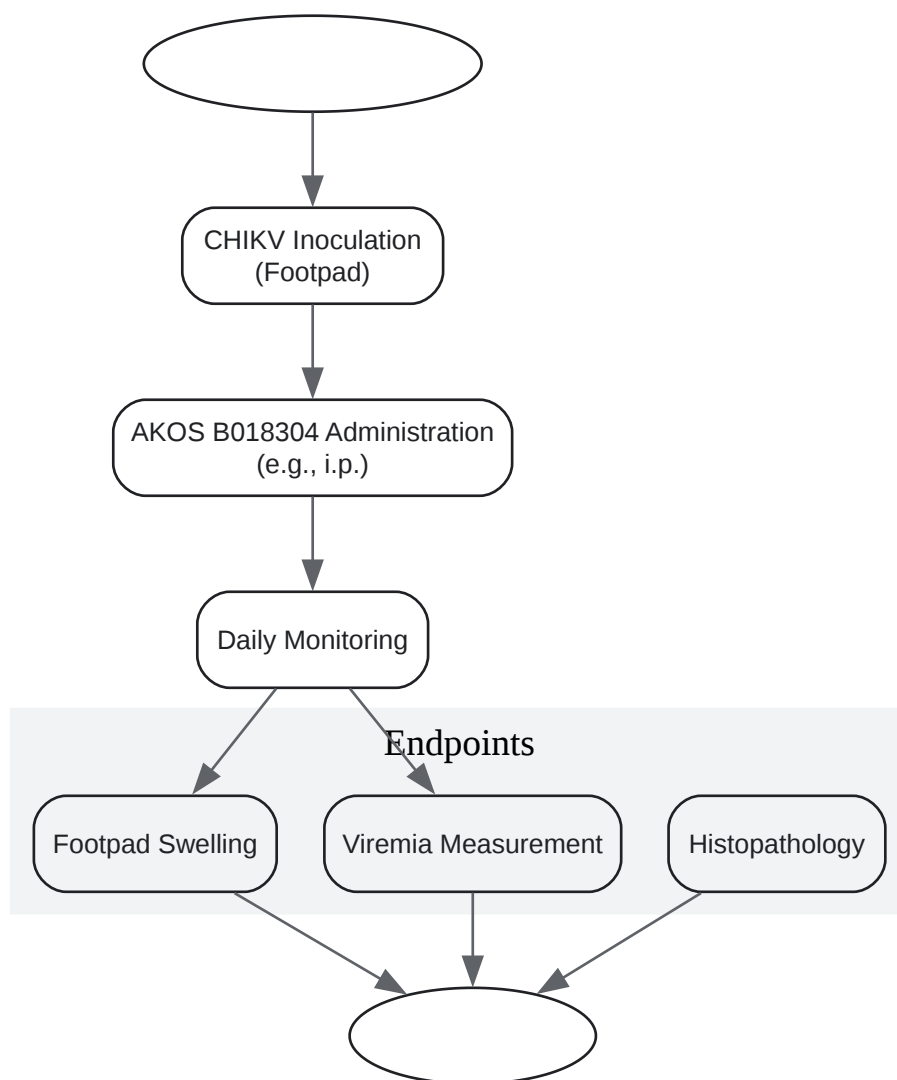 CHIKV Inoculation
(Footpad)
AKOS B018304 Administration
(e.g., i.p.)
Daily Monitoring
Endpoints
Footpad Swelling
Viremia Measurement
Histopathology